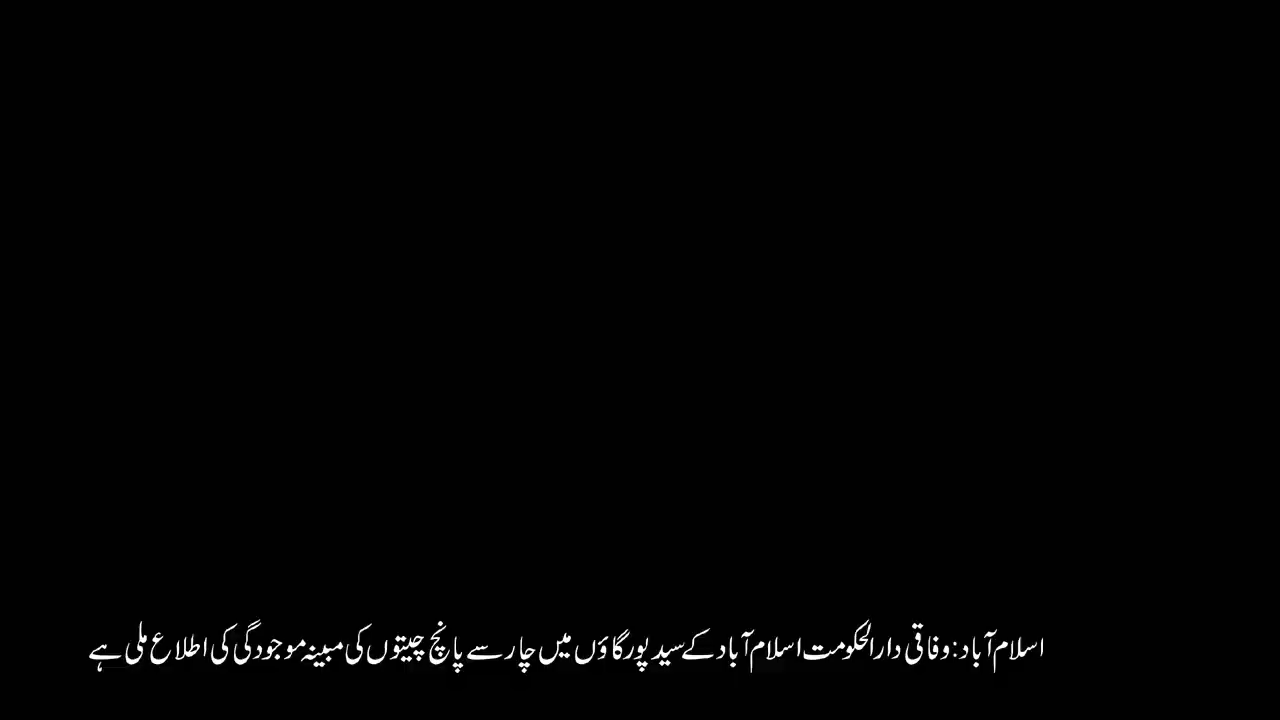 اسلام آباد: وفاقی دارالحکومت اسلام آباد کے سید پور گاؤں میں چار سے پانچ چیتوں کی مبینہ موجودگی کی اطلاع ملی ہے